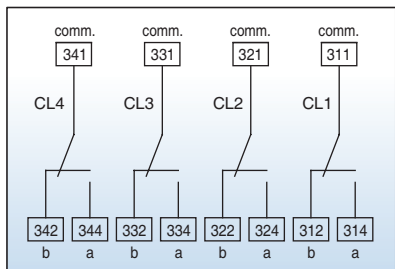 comm. comm. comm. comm.
341 331 321 311
CL4 CL3 CL2 CL1
342 344 332 334 322 324 312 314
b a b a b a b a